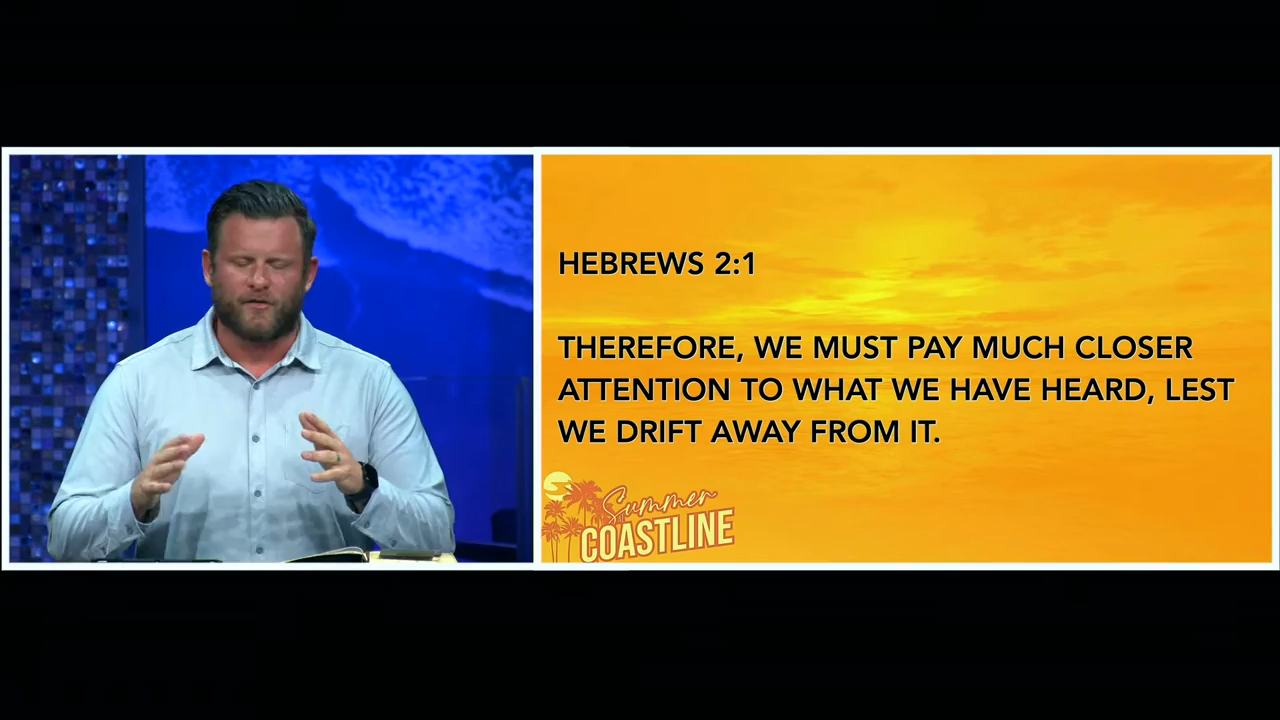 HEBREWS 2:1
THEREFORE, WE MUST PAY MUCH CLOSER
ATTENTION TO WHAT WE HAVE HEARD, LEST
WE DRIFT AWAY FROM IT.
Summer
COASTLINE